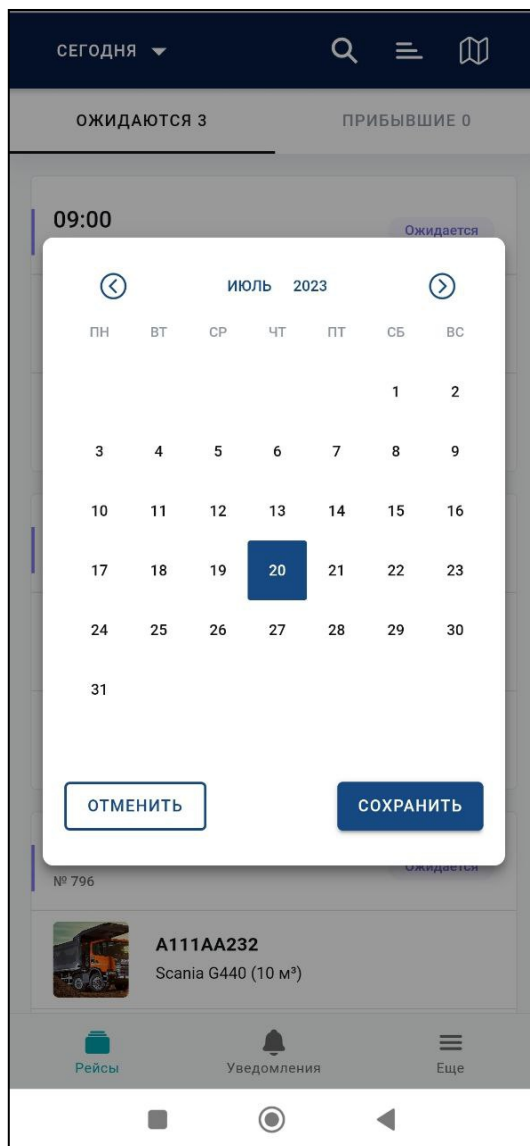 СЕГОДНЯ
ОЖИДАЮТСЯ 3 ПРИБЫВШИЕ 0
09:00
Ожидается
ИЮЛЬ 2023
ПН ВТ СР ЧТ ПТ СБ ВС
1 2
3 4 5 6 7 8 9
10 11 12 13 14 15 16
17 18 19 20 21 22 23
24 25 26 27 28 29 30
31
ОТМЕНИТЬ СОХРАНИТЬ
Ожидается
№ 796
А111АА232
Scania G440 (10 м³)
Рейсы Уведомления Еще